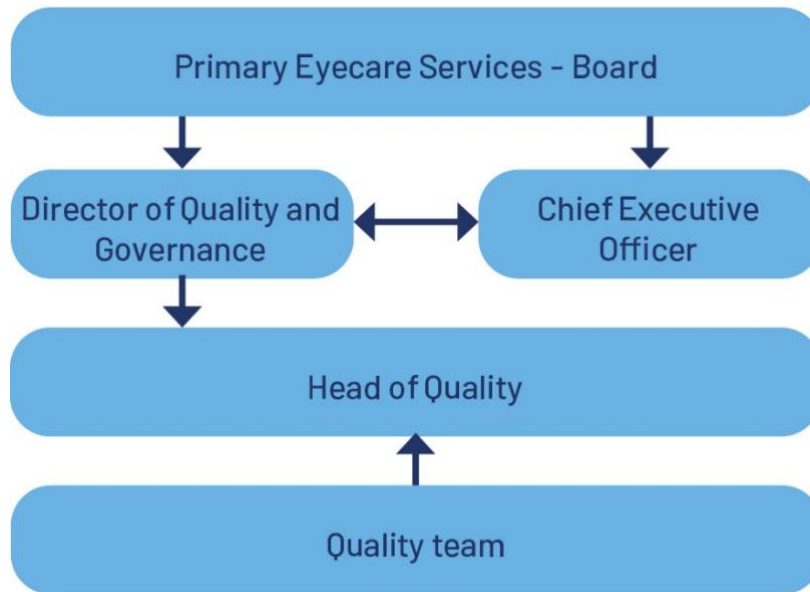 Primary Eyecare Services - Board
Director of Quality and
Governance
Chief Executive
Officer
Head of Quality
Quality team